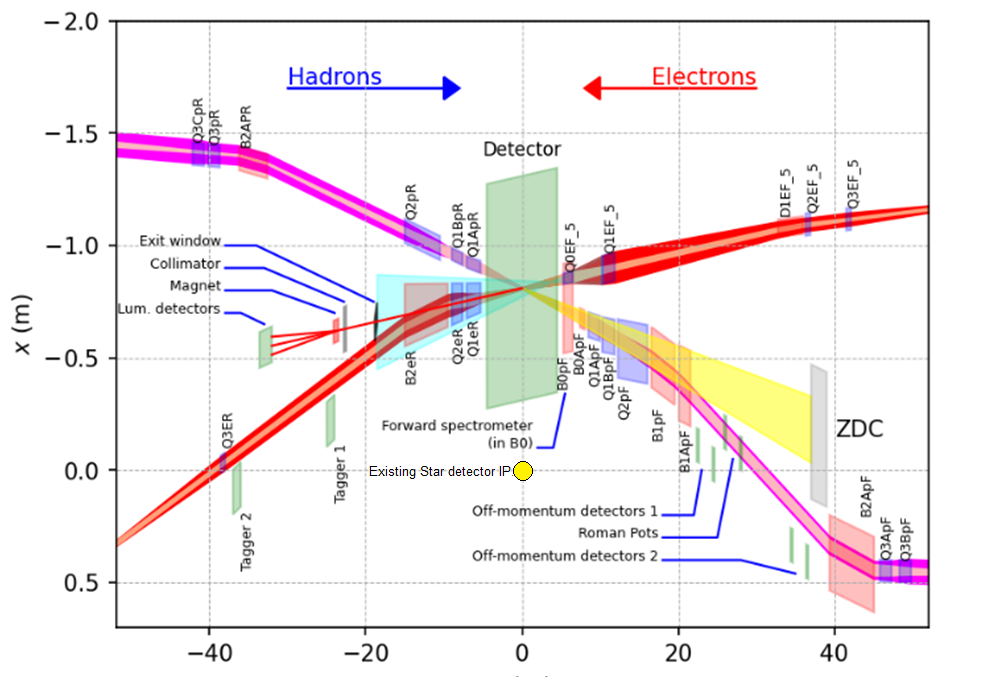 −2.0
Hadrons
Electrons
−1.5
Q3CpR
Q3pR
B2APR
Detector
D1EF_5
Q2EF_5
Q3EF_5
Q2pR
Q1BpR
Q1ApR
Q0EF_5
Q1EF_5
−1.0
Exit window
Collimator
Magnet
Lum. detectors
x (m)
−0.5
B2eR
Q2eR
Q1eR
B0pF
B0ApF
Q1ApF
Q1BpF
Q2pF
B1pF
B1ApF
Q3ER
Forward spectrometer
(in B0)
ZDC
0.0
Existing Star detector IP
Tagger 1
Tagger 2
Off-momentum detectors 1
Roman Pots
Off-momentum detectors 2
B2ApF
Q3ApF
Q3BpF
0.5
−40
−20
0
20
40